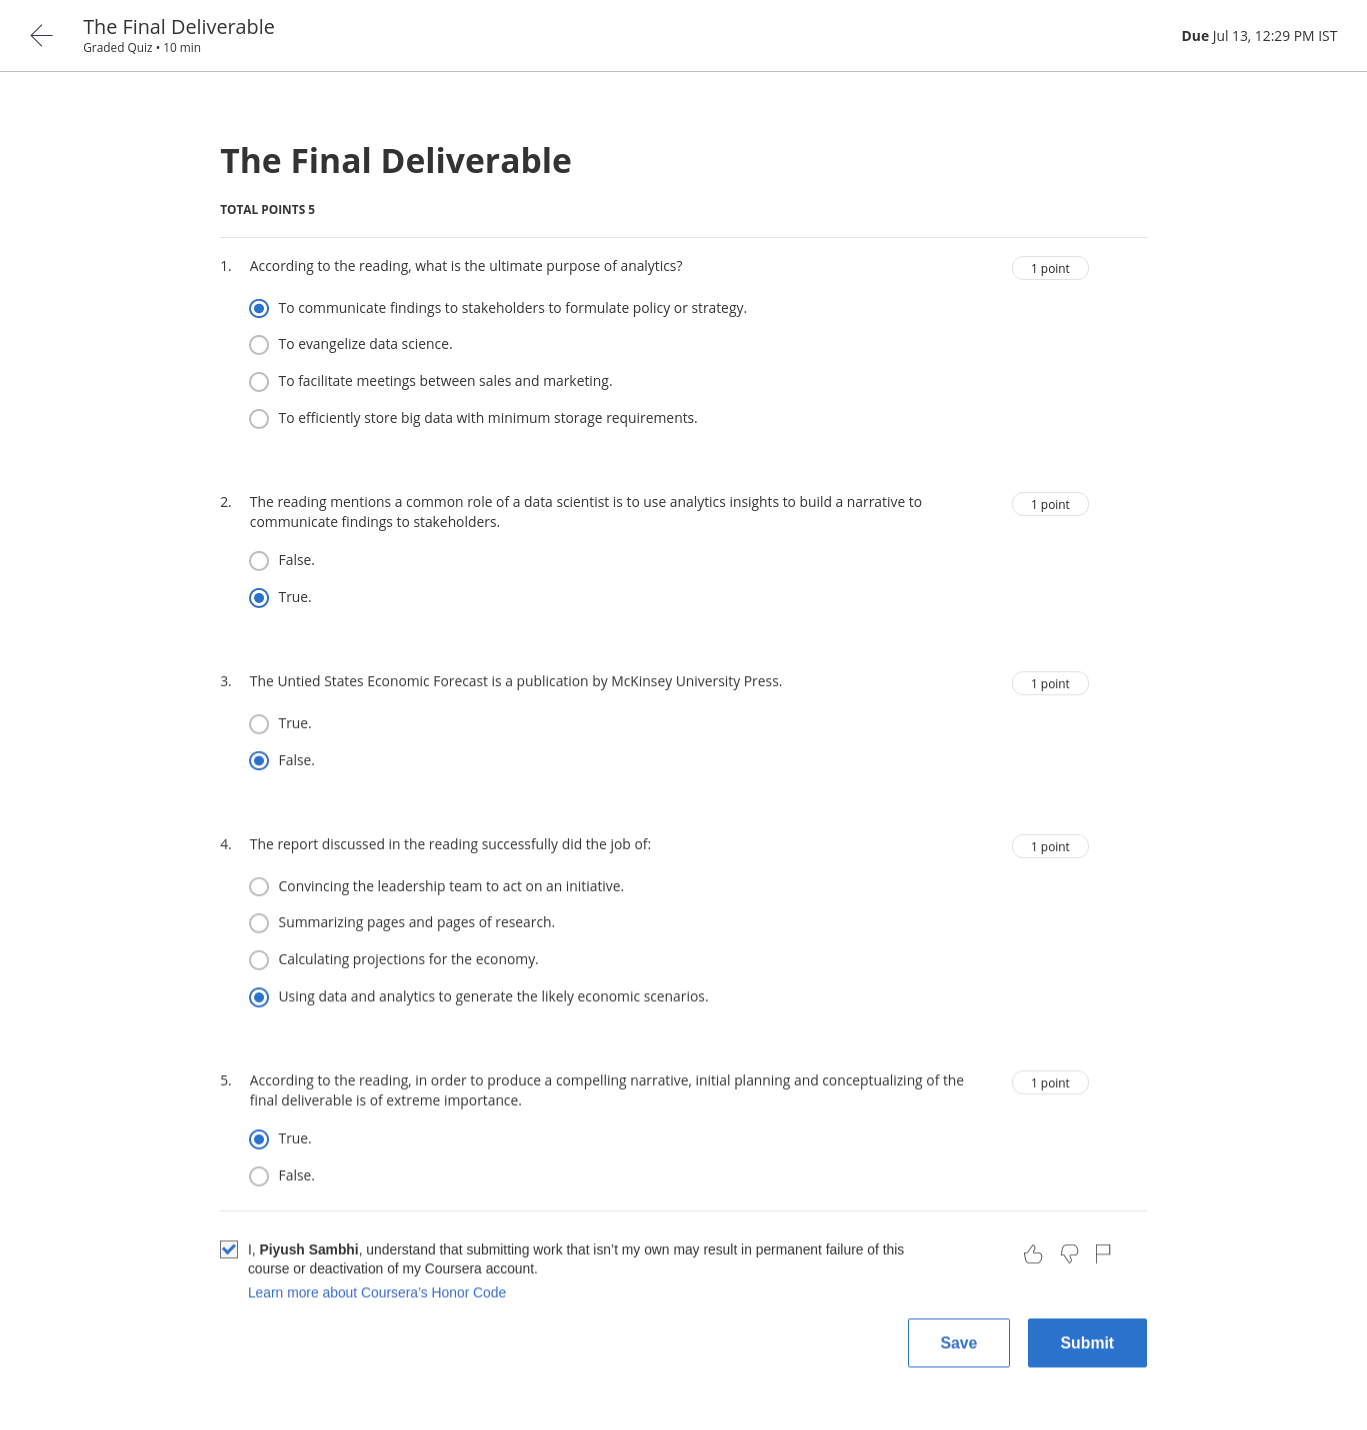 The Final Deliverable
Graded Quiz • 10 min
Due Jul 13, 12:29 PM IST
The Final Deliverable
TOTAL POINTS 5
1. According to the reading, what is the ultimate purpose of analytics?
1 point
To communicate findings to stakeholders to formulate policy or strategy.
To evangelize data science.
To facilitate meetings between sales and marketing.
To efficiently store big data with minimum storage requirements.
2. The reading mentions a common role of a data scientist is to use analytics insights to build a narrative to
communicate findings to stakeholders.
1 point
False.
True.
3. The Untied States Economic Forecast is a publication by McKinsey University Press.
1 point
True.
False.
4. The report discussed in the reading successfully did the job of:
1 point
Convincing the leadership team to act on an initiative.
Summarizing pages and pages of research.
Calculating projections for the economy.
Using data and analytics to generate the likely economic scenarios.
5. According to the reading, in order to produce a compelling narrative, initial planning and conceptualizing of the
final deliverable is of extreme importance.
1 point
True.
False.
I, Piyush Sambhi, understand that submitting work that isn't my own may result in permanent failure of this
course or deactivation of my Coursera account.
Learn more about Coursera's Honor Code
Save
Submit